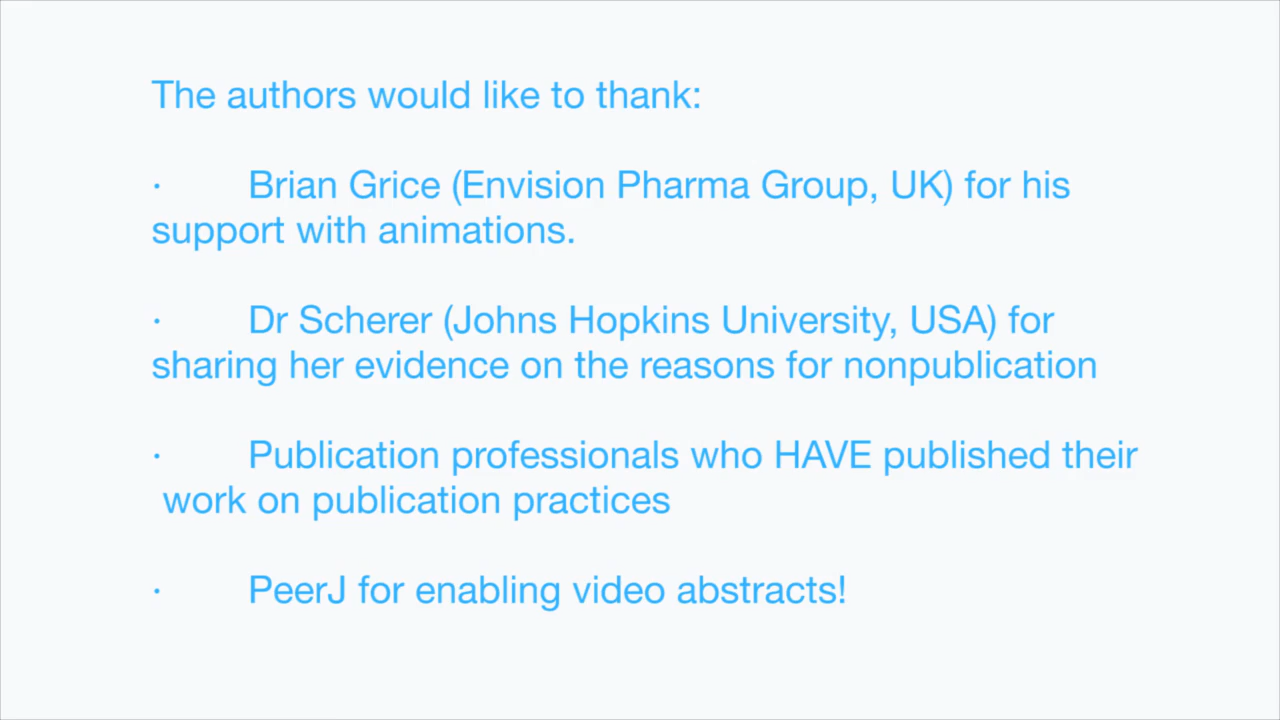 The authors would like to thank:
· Brian Grice (Envision Pharma Group, UK) for his
support with animations.
· Dr Scherer (Johns Hopkins University, USA) for
sharing her evidence on the reasons for nonpublication
· Publication professionals who HAVE published their
work on publication practices
· PeerJ for enabling video abstracts!